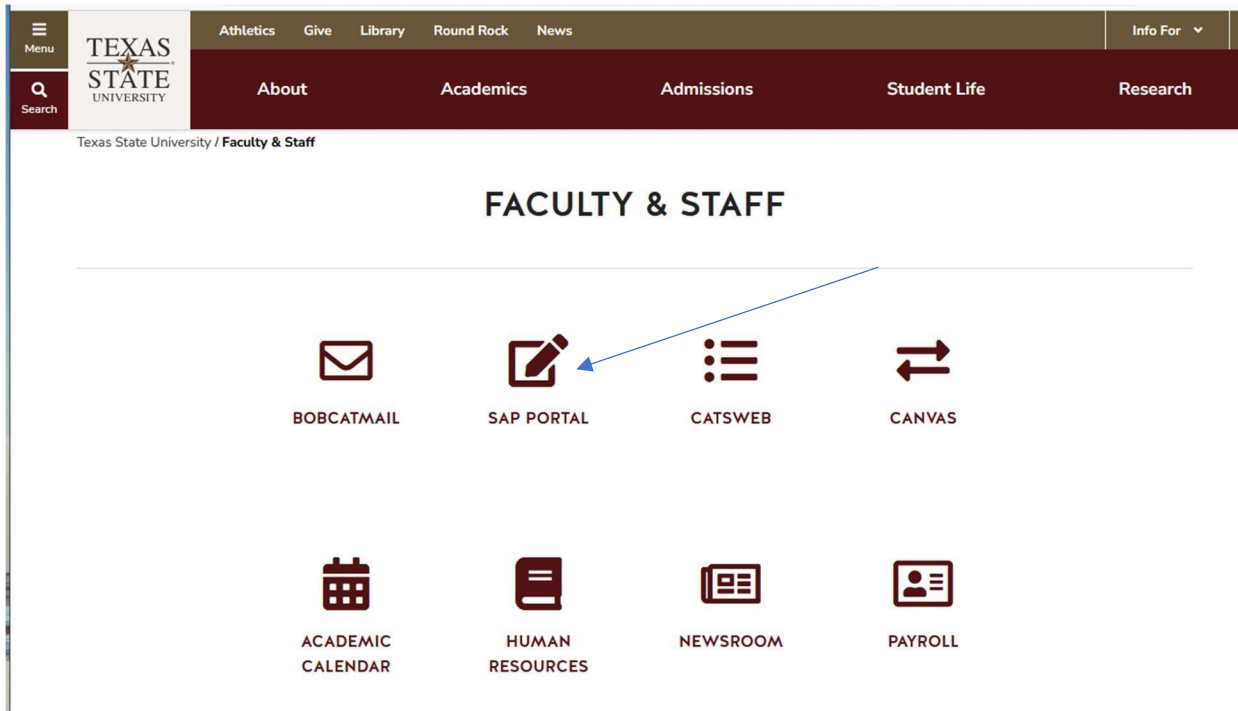 Menu
Search
TEXAS
STATE
UNIVERSITY
Athletics Give Library Round Rock News Info For
About Academics Admissions Student Life Research
Texas State University / Faculty & Staff
FACULTY & STAFF
BOBCATMAIL SAP PORTAL CATSWEB CANVAS
ACADEMIC CALENDAR HUMAN RESOURCES NEWSROOM PAYROLL